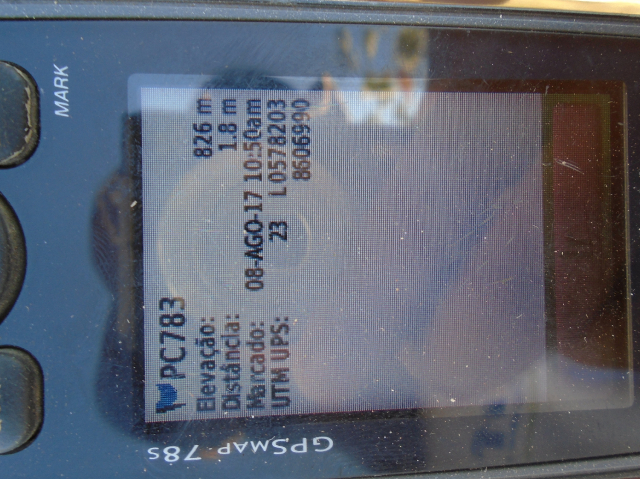 PC783
Elevação: 826 m
Distância: 1.8 m
Marcado: 08-AGO-17 10:50am
UTM UPS: 23 L 0578203
8606990
MARK
GPSMAP 78s